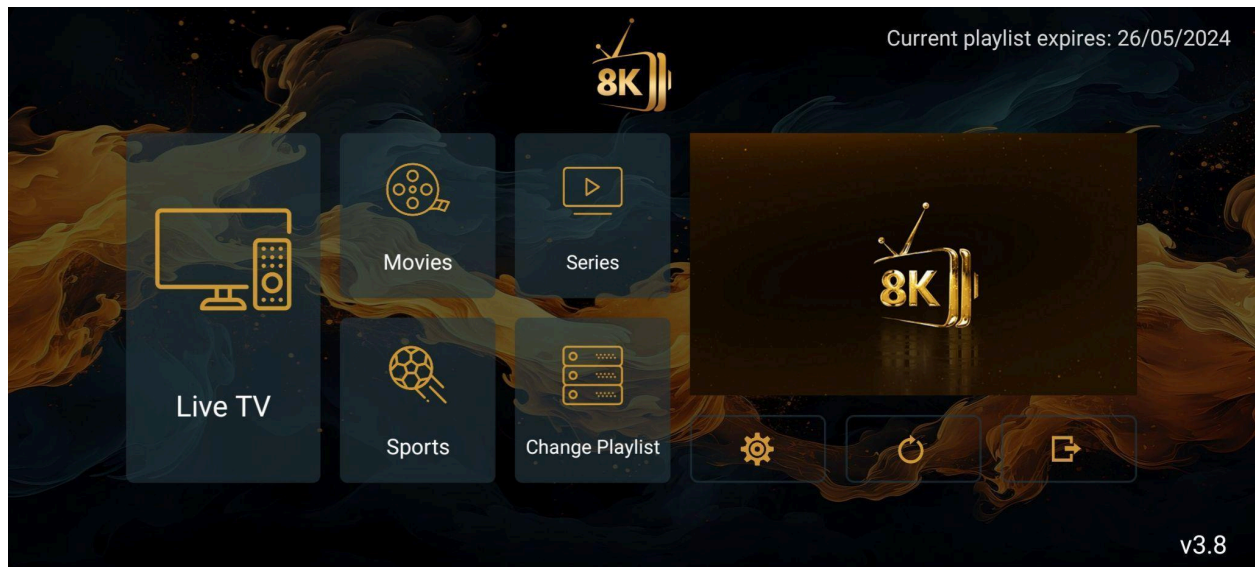 Current playlist expires: 26/05/2024
8K
Movies
Series
8K
Live TV
Sports
Change Playlist
v3.8